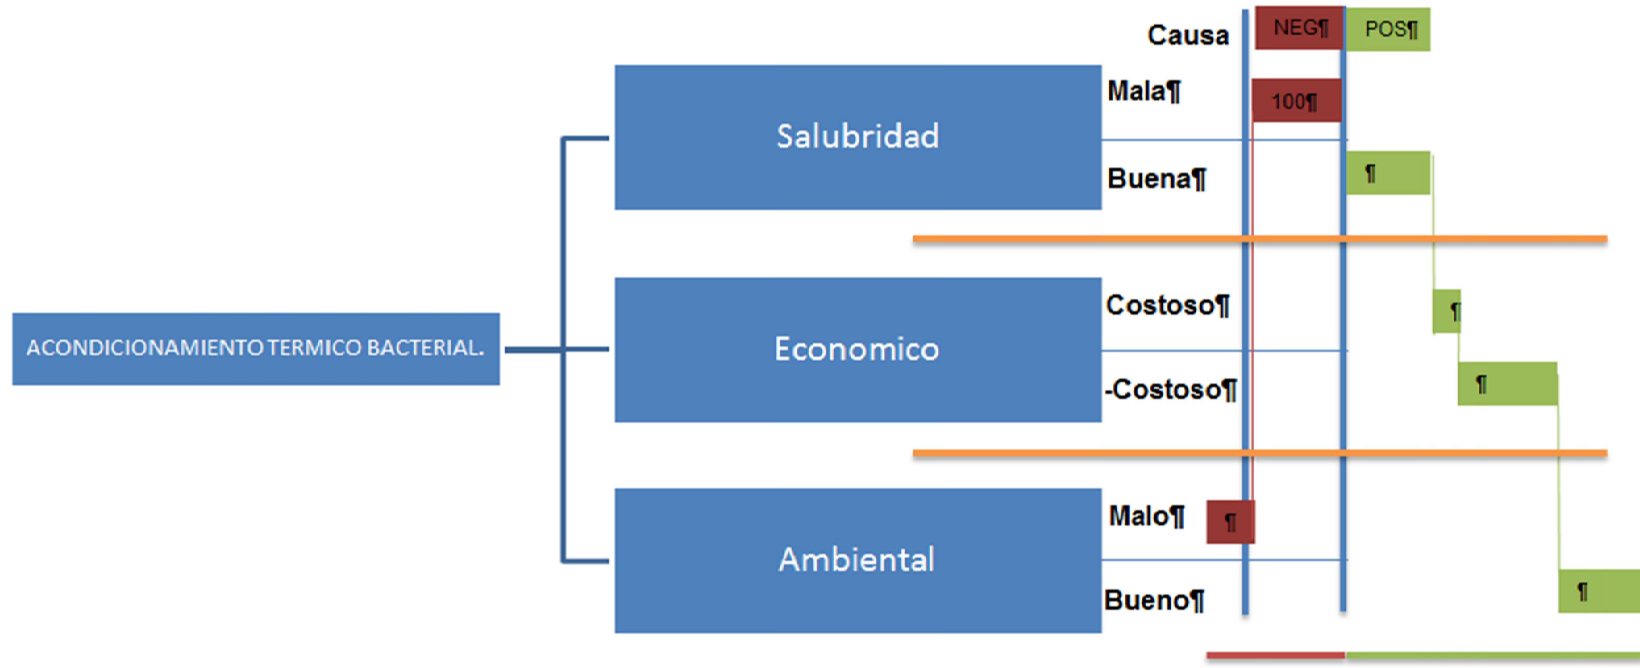 Causa
NEG¶
POS¶
Mala¶
100¶
Salubridad
Buena¶
¶
Costoso¶
¶
ACONDICIONAMIENTO TERMICO BACTERIAL.
Economico
-Costoso¶
¶
Malo¶
¶
Ambiental
Bueno¶
¶